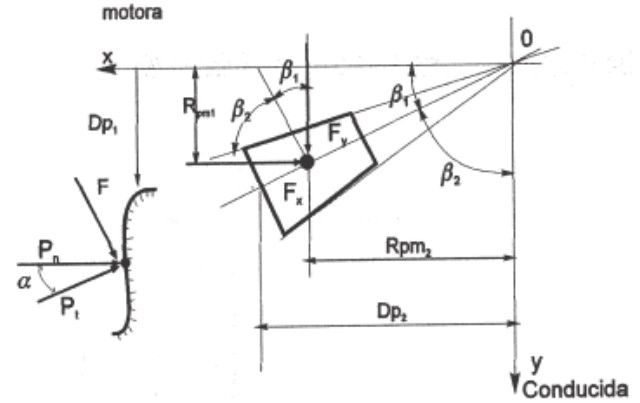 motora
0
x
β₁
β₁
Rpm1
β₂
Dp₁
Fy
β₂
F
Fx
Pn
Rpm₂
α
Pt
Dp₂
y
Conducida